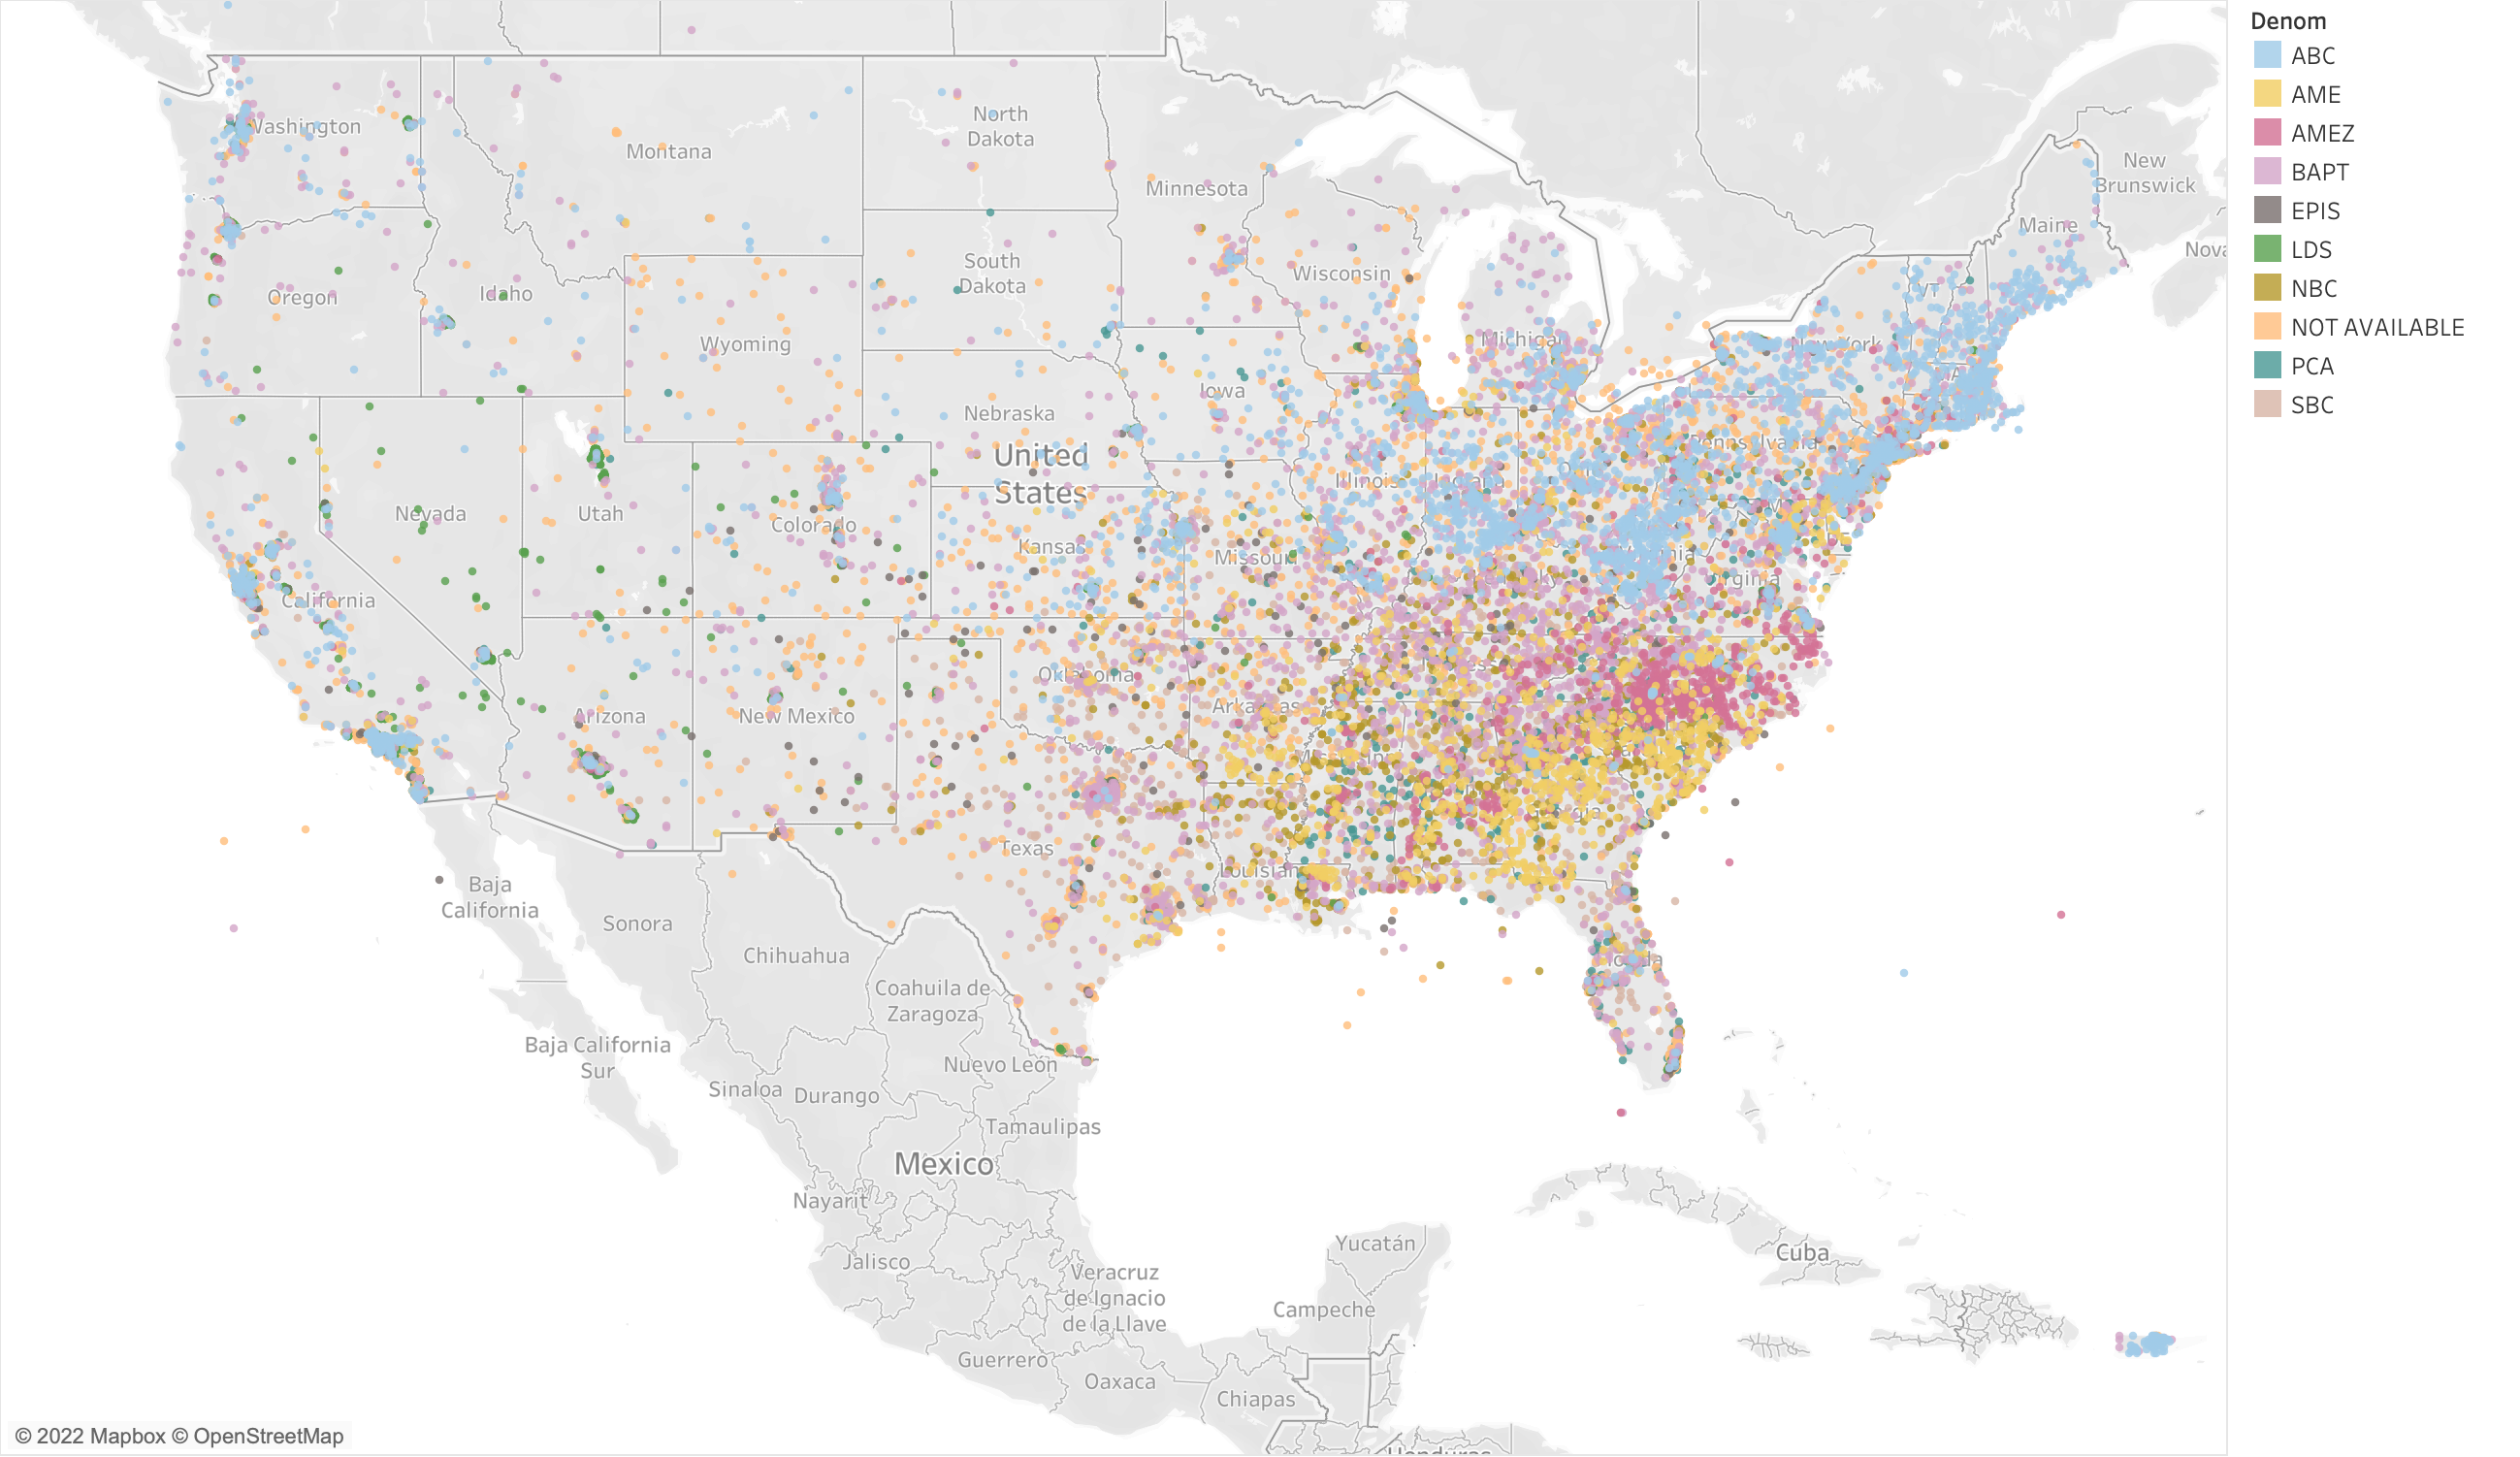 Denom
ABC
AME
AMEZ
BAPT
EPIS
LDS
NBC
NOT AVAILABLE
PCA
SBC
Washington
Montana
North
Dakota
Minnesota
New
Brunswick
Maine
Nova
Oregon
Idaho
South
Dakota
Wisconsin
VT
Wyoming
Michigan
New York
Iowa
Nebraska
Pennsylvania
United
States
Illinois
Indiana
Nevada
Utah
Colorado
Kansas
Missouri
California
Virginia
Oklahoma
Arizona
New Mexico
Arkansas
Texas
Louisian
Georgia
Florida
Baja
California
Sonora
Chihuahua
Coahuila de
Zaragoza
Baja California
Sur
Nuevo León
Sinaloa
Durango
Tamaulipas
Mexico
Nayarit
Yucatán
Jalisco
Cuba
Veracruz
de Ignacio
de la Llave
Campeche
Guerrero
Oaxaca
Chiapas
Honduras
© 2022 Mapbox © OpenStreetMap